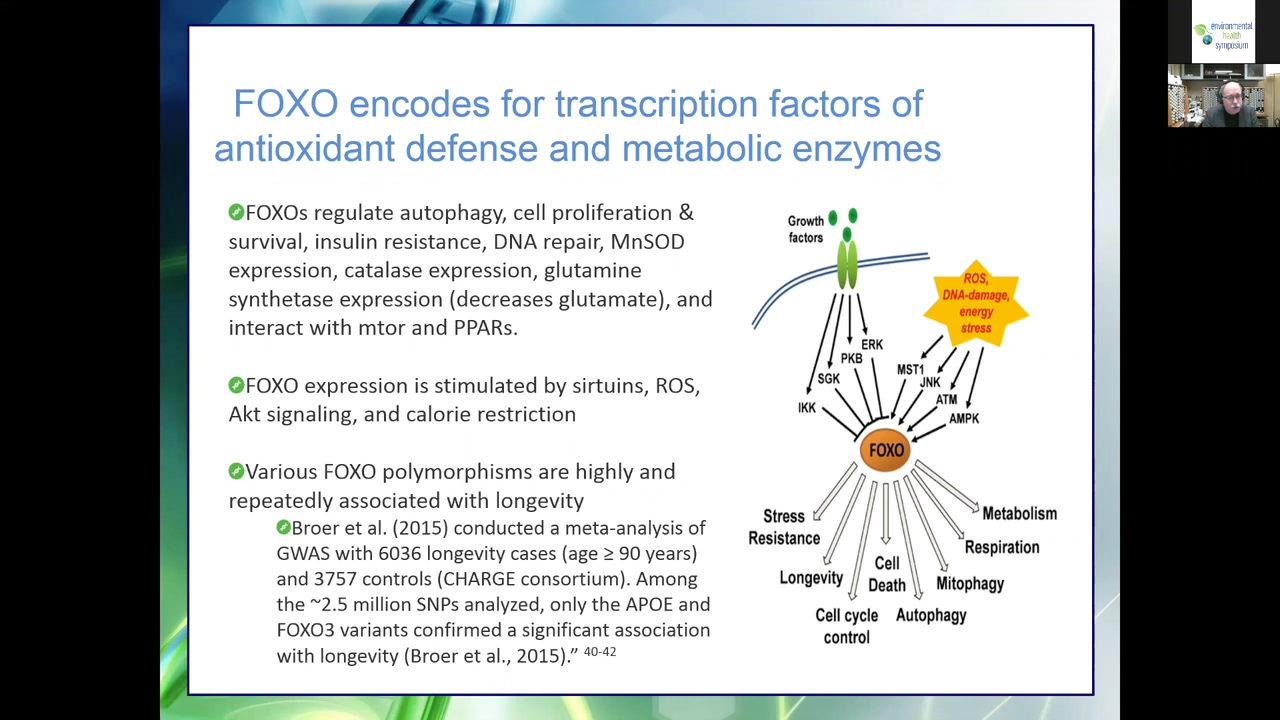 environmental
health
symposium
FOXO encodes for transcription factors of
antioxidant defense and metabolic enzymes
FOXOs regulate autophagy, cell proliferation &
survival, insulin resistance, DNA repair, MnSOD
expression, catalase expression, glutamine
synthetase expression (decreases glutamate), and
interact with mtor and PPARs.
FOXO expression is stimulated by sirtuins, ROS,
Akt signaling, and calorie restriction
Various FOXO polymorphisms are highly and
repeatedly associated with longevity
Broer et al. (2015) conducted a meta-analysis of
GWAS with 6036 longevity cases (age ≥ 90 years)
and 3757 controls (CHARGE consortium). Among
the ~2.5 million SNPs analyzed, only the APOE and
FOXO3 variants confirmed a significant association
with longevity (Broer et al., 2015).” 40-42
Growth
factors
ROS,
DNA-damage,
energy
stress
ERK
PKB
SGK
IKK
MST1
JNK
ATM
AMPK
FOXO
Stress
Resistance
Longevity
Cell cycle
control
Cell
Death
Autophagy
Mitophagy
Respiration
Metabolism